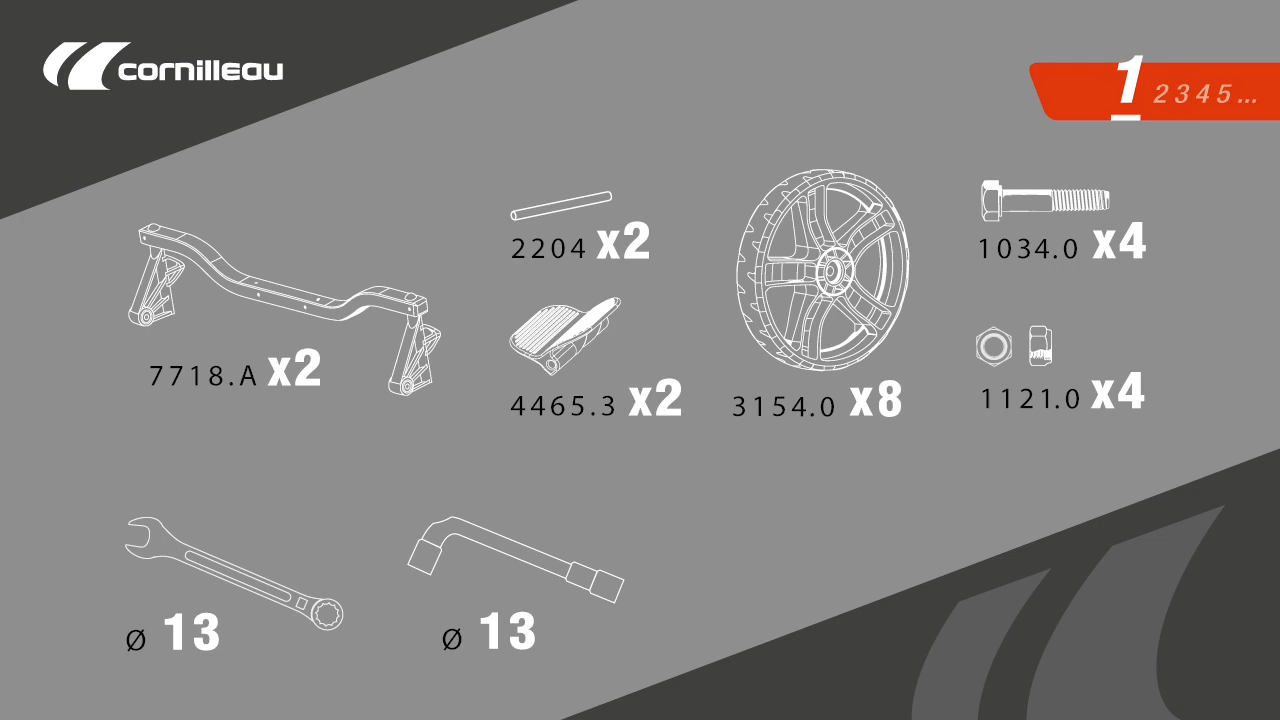 cornilleau
1 2 3 4 5 ...
2204 x2
1034.0 x4
7718.A x2
4465.3 x2
3154.0 x8
1121.0 x4
Ø 13
Ø 13